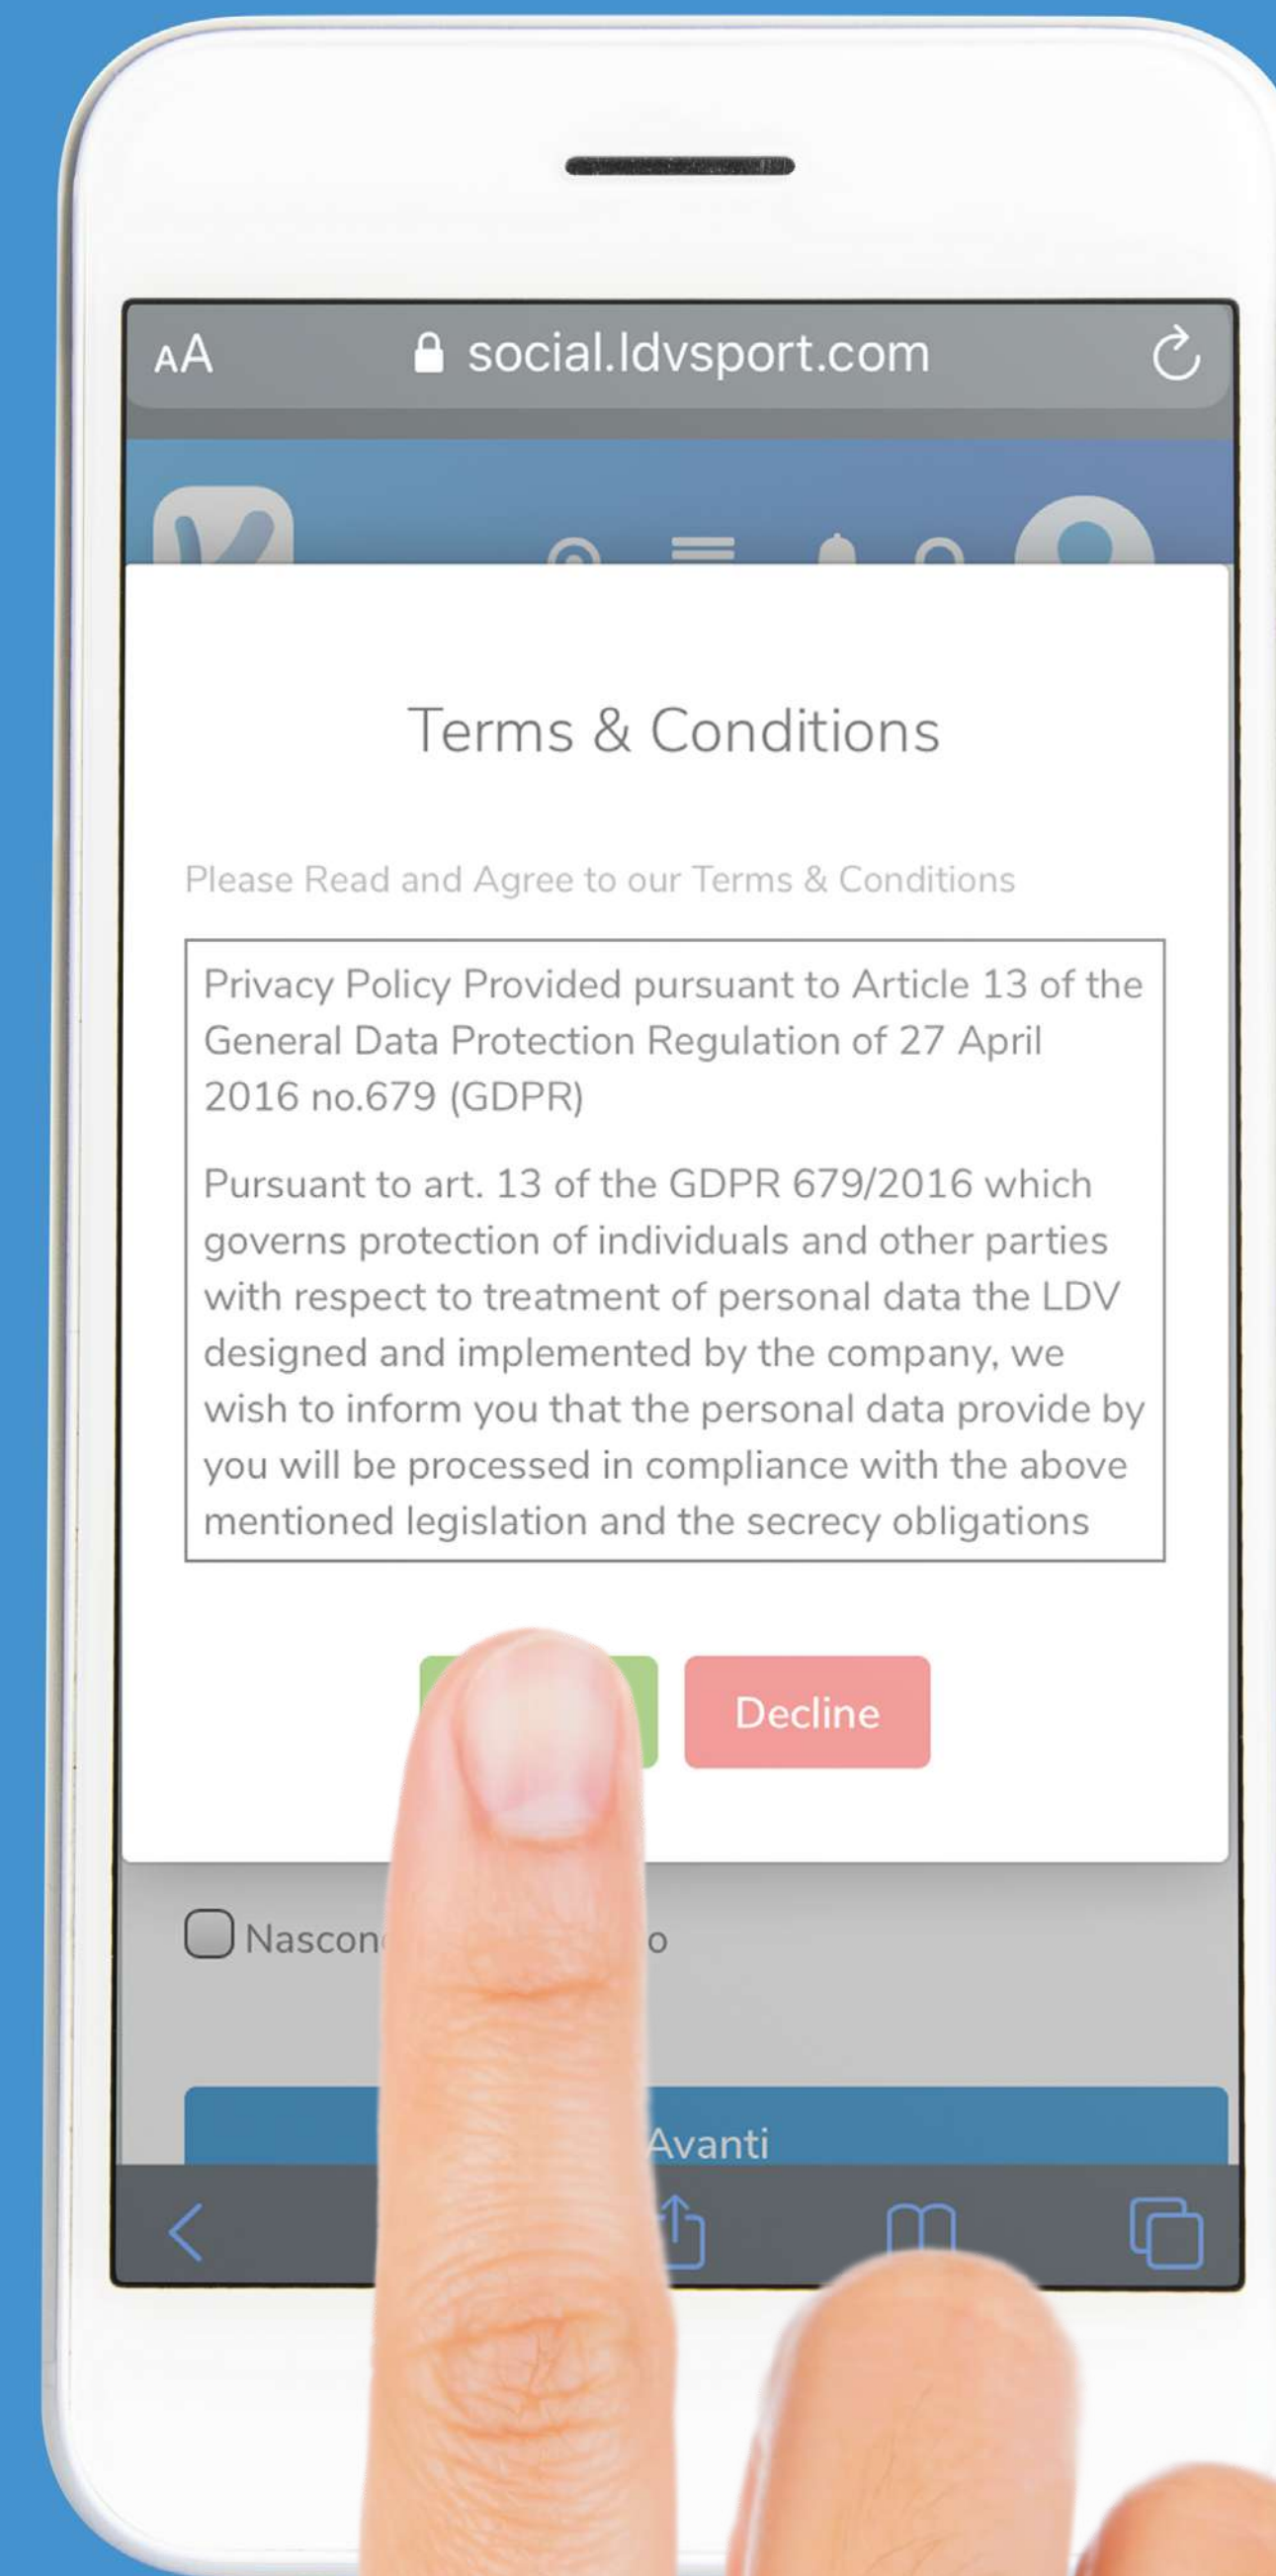 AA social.ldvsport.com
Terms & Conditions
Please Read and Agree to our Terms & Conditions
Privacy Policy Provided pursuant to Article 13 of the
General Data Protection Regulation of 27 April
2016 no.679 (GDPR)
Pursuant to art. 13 of the GDPR 679/2016 which
governs protection of individuals and other parties
with respect to treatment of personal data the LDV
designed and implemented by the company, we
wish to inform you that the personal data provide by
you will be processed in compliance with the above
mentioned legislation and the secrecy obligations
Decline
Avanti